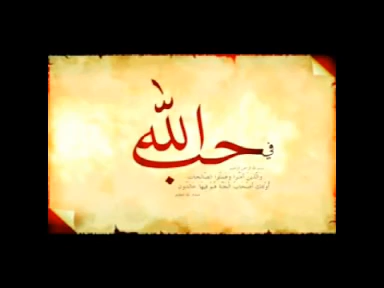 في حب الله
والذين آمنوا وعملوا الصالحات
أولئك أصحاب الجنة هم فيها خالدون